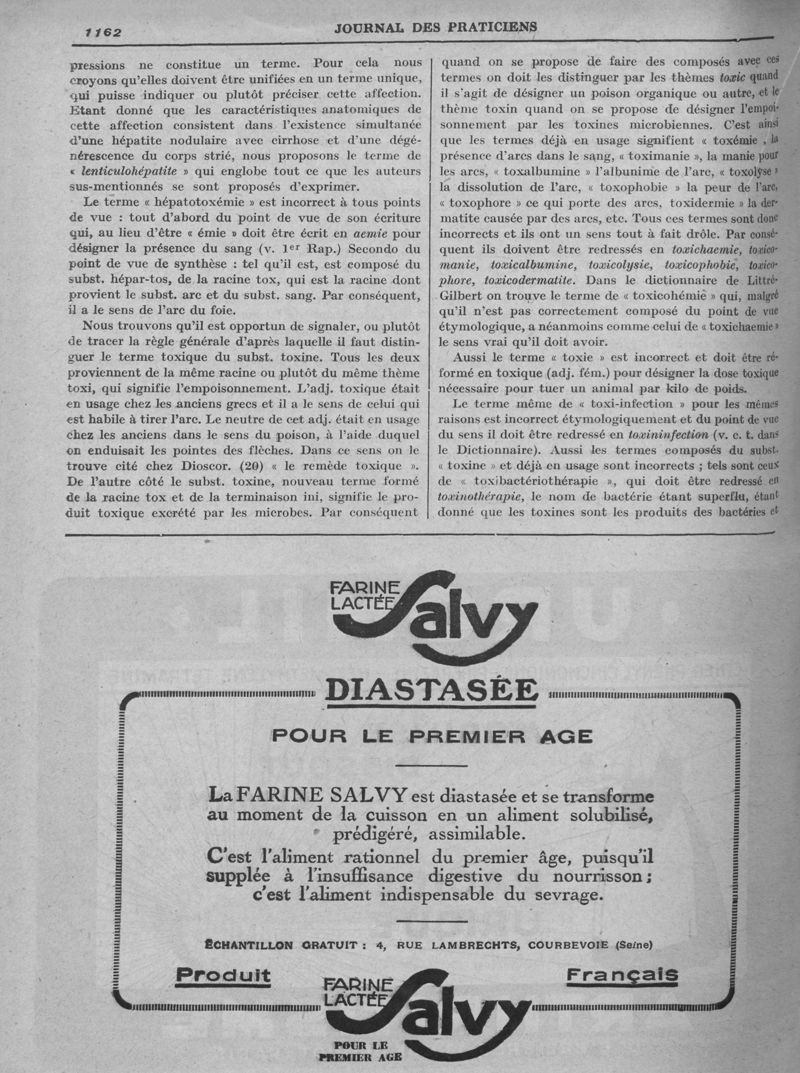 1162
JOURNAL DES PRATICIENS
pressions ne constitue un terme. Pour cela nous
croyons qu'elles doivent être unifiées en un terme unique,
qui puisse indiquer ou plutôt préciser cette affection.
Etant donné que les caractéristiques anatomiques de
cette affection consistent dans l'existence simultanée
d'une hépatite nodulaire avec cirrhose et d'une dégé-
nérescence du corps strié, nous proposons le terme de
« lenticulohépatite » qui englobe tout ce que les auteurs
sus-mentionnés se sont proposés d'exprimer.
Le terme « hépatotoxémie » est incorrect à tous points
de vue : tout d'abord du point de vue de son écriture
qui, au lieu d'être « émie » doit être écrit en aemie pour
désigner la présence du sang (v. 1er Rap.) Secondo du
point de vue de synthèse : tel qu'il est, est composé du
subst. hépar-tos, de la racine tox, qui est la racine dont
provient le subst. arc et du subst. sang. Par conséquent,
il a le sens de l'arc du foie.
Nous trouvons qu'il est opportun de signaler, ou plutôt
de tracer la règle générale d'après laquelle il faut distin-
guer le terme toxique du subst. toxine. Tous les deux
proviennent de la même racine ou plutôt du même thème
toxi, qui signifie l'empoisonnement. L'adj. toxique était
en usage chez les anciens grecs et il a le sens de celui qui
est habile à tirer l'arc. Le neutre de cet adj. était en usage
chez les anciens dans le sens du poison, à l'aide duquel
on enduisait les pointes des flèches. Dans ce sens on le
trouve cité chez Dioscor. (20) « le remède toxique ».
De l'autre côté le subst. toxine, nouveau terme formé
de la racine tox et de la terminaison ini, signifie le pro-
duit toxique excrété par les microbes. Par conséquent
quand on se propose de faire des composés avec ces
termes on doit les distinguer par les thèmes toxic quand
il s'agit de désigner un poison organique ou autre, et le
thème toxin quand on se propose de désigner l'empoi-
sonnement par les toxines microbiennes. C'est ainsi
que les termes déjà en usage signifient « toxémie , la
présence d'arcs dans le sang, « toximanie », la manie pour
les arcs, « toxalbumine » l'albunimie de l'arc, « toxolyse »
la dissolution de l'arc, « toxophobie » la peur de l'arc,
« toxophore » ce qui porte des arcs, toxidermie » la der-
matite causée par des arcs, etc. Tous ces termes sont donc
incorrects et ils ont un sens tout à fait drôle. Par consé-
quent ils doivent être redressés en toxichaemie, toxico-
manie, toxicalbumine, toxicolysie, toxicophobie, toxico-
phore, toxicodermatite. Dans le dictionnaire de Littré-
Gilbert on trouve le terme de « toxicohémie » qui, malgré
qu'il n'est pas correctement composé du point de vue
étymologique, a néanmoins comme celui de « toxichaemie »
le sens vrai qu'il doit avoir.
Aussi le terme « toxie » est incorrect et doit être ré-
formé en toxique (adj. fém.) pour désigner la dose toxique
nécessaire pour tuer un animal par kilo de poids.
Le terme même de « toxi-infection » pour les mêmes
raisons est incorrect étymologiquement et du point de vue
du sens il doit être redressé en toxininfection (v. c. t. dans
le Dictionnaire). Aussi les termes composés du subst.
« toxine » et déjà en usage sont incorrects ; tels sont ceux
de « toxibactériothérapie », qui doit être redressé en
toxinothérapie, le nom de bactérie étant superflu, étant
donné que les toxines sont les produits des bactéries et
FARINE
LACTÉE
Salvy
DIASTASÉE
POUR LE PREMIER AGE
La FARINE SALVY est diastasée et se transforme
au moment de la cuisson en un aliment solubilisé,
prédigéré, assimilable.
C'est l'aliment rationnel du premier âge, puisqu'il
supplée à l'insuffisance digestive du nourrisson ;
c'est l'aliment indispensable du sevrage.
ÉCHANTILLON GRATUIT : 4, RUE LAMBRECHTS, COURBEVOIE (Seine)
Produit
Français
FARINE
LACTÉE
Salvy
POUR LE
PREMIER AGE